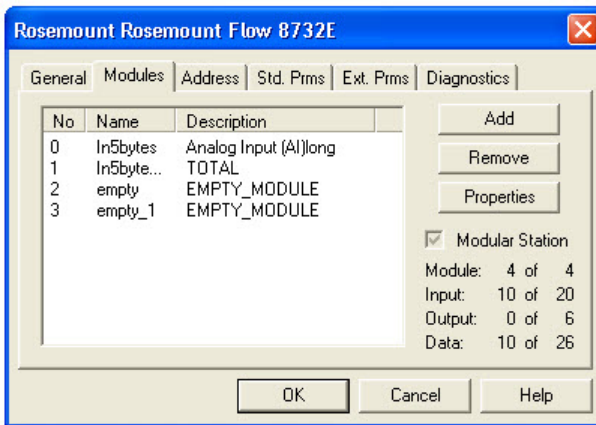 Rosemount Rosemount Flow 8732E
General Modules Address Std. Prms Ext. Prms Diagnostics
No Name Description
0 In5bytes Analog Input (AI)long
1 In5byte... TOTAL
2 empty EMPTY_MODULE
3 empty_1 EMPTY_MODULE
Add
Remove
Properties
Modular Station
Module: 4 of 4
Input: 10 of 20
Output: 0 of 6
Data: 10 of 26
OK Cancel Help